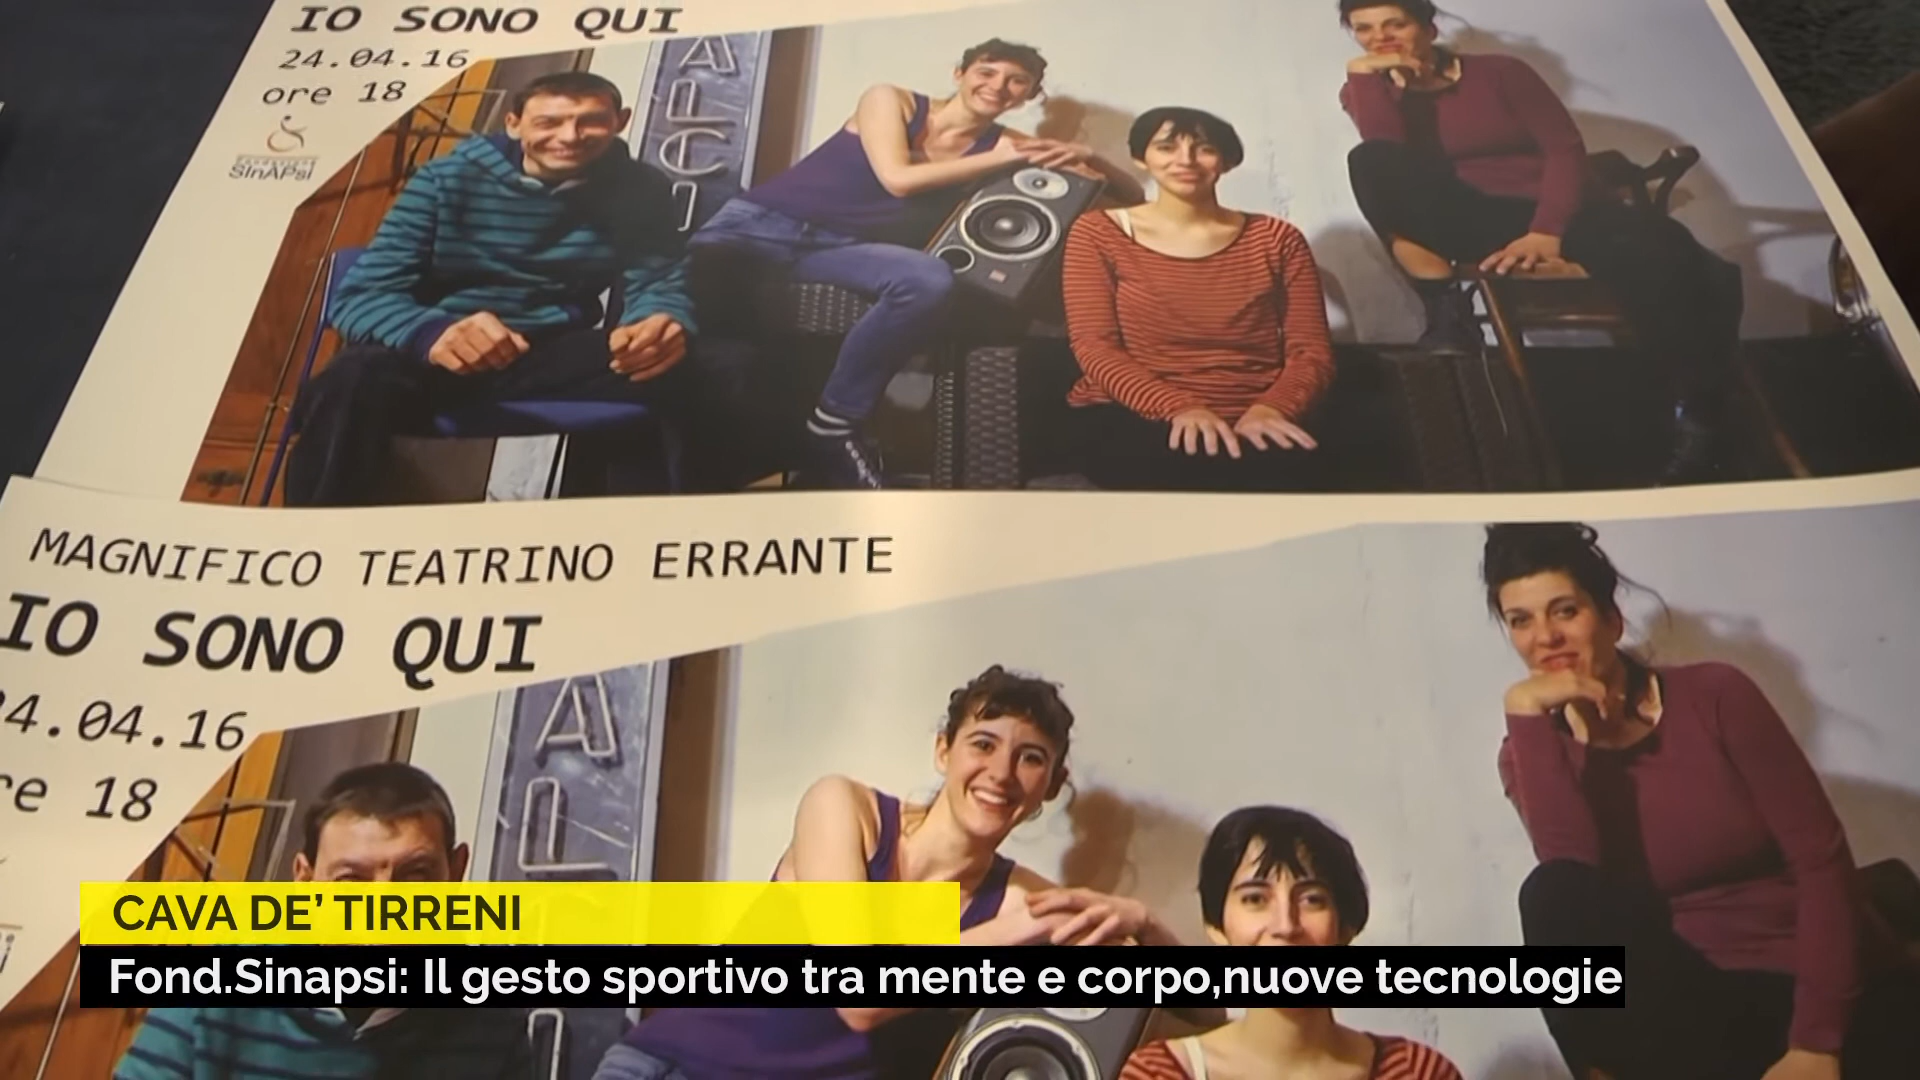 IO SONO QUI
24.04.16
ore 18
SinAPsi
ALCI
MAGNIFICO TEATRINO ERRANTE
IO SONO QUI
24.04.16
re 18
CAVA DE’ TIRRENI
Fond.Sinapsi: Il gesto sportivo tra mente e corpo,nuove tecnologie